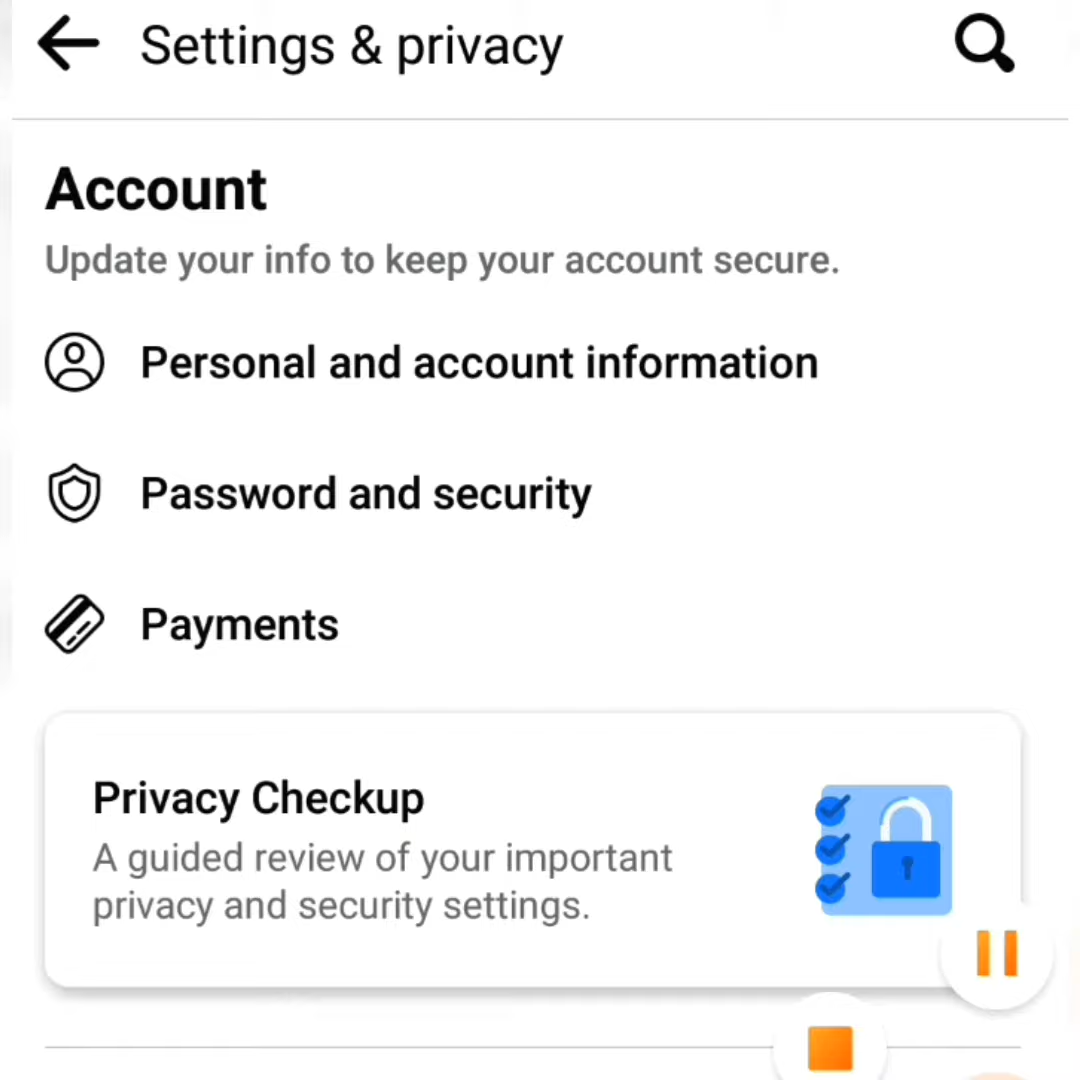 Settings & privacy
Account
Update your info to keep your account secure.
Personal and account information
Password and security
Payments
Privacy Checkup
A guided review of your important
privacy and security settings.